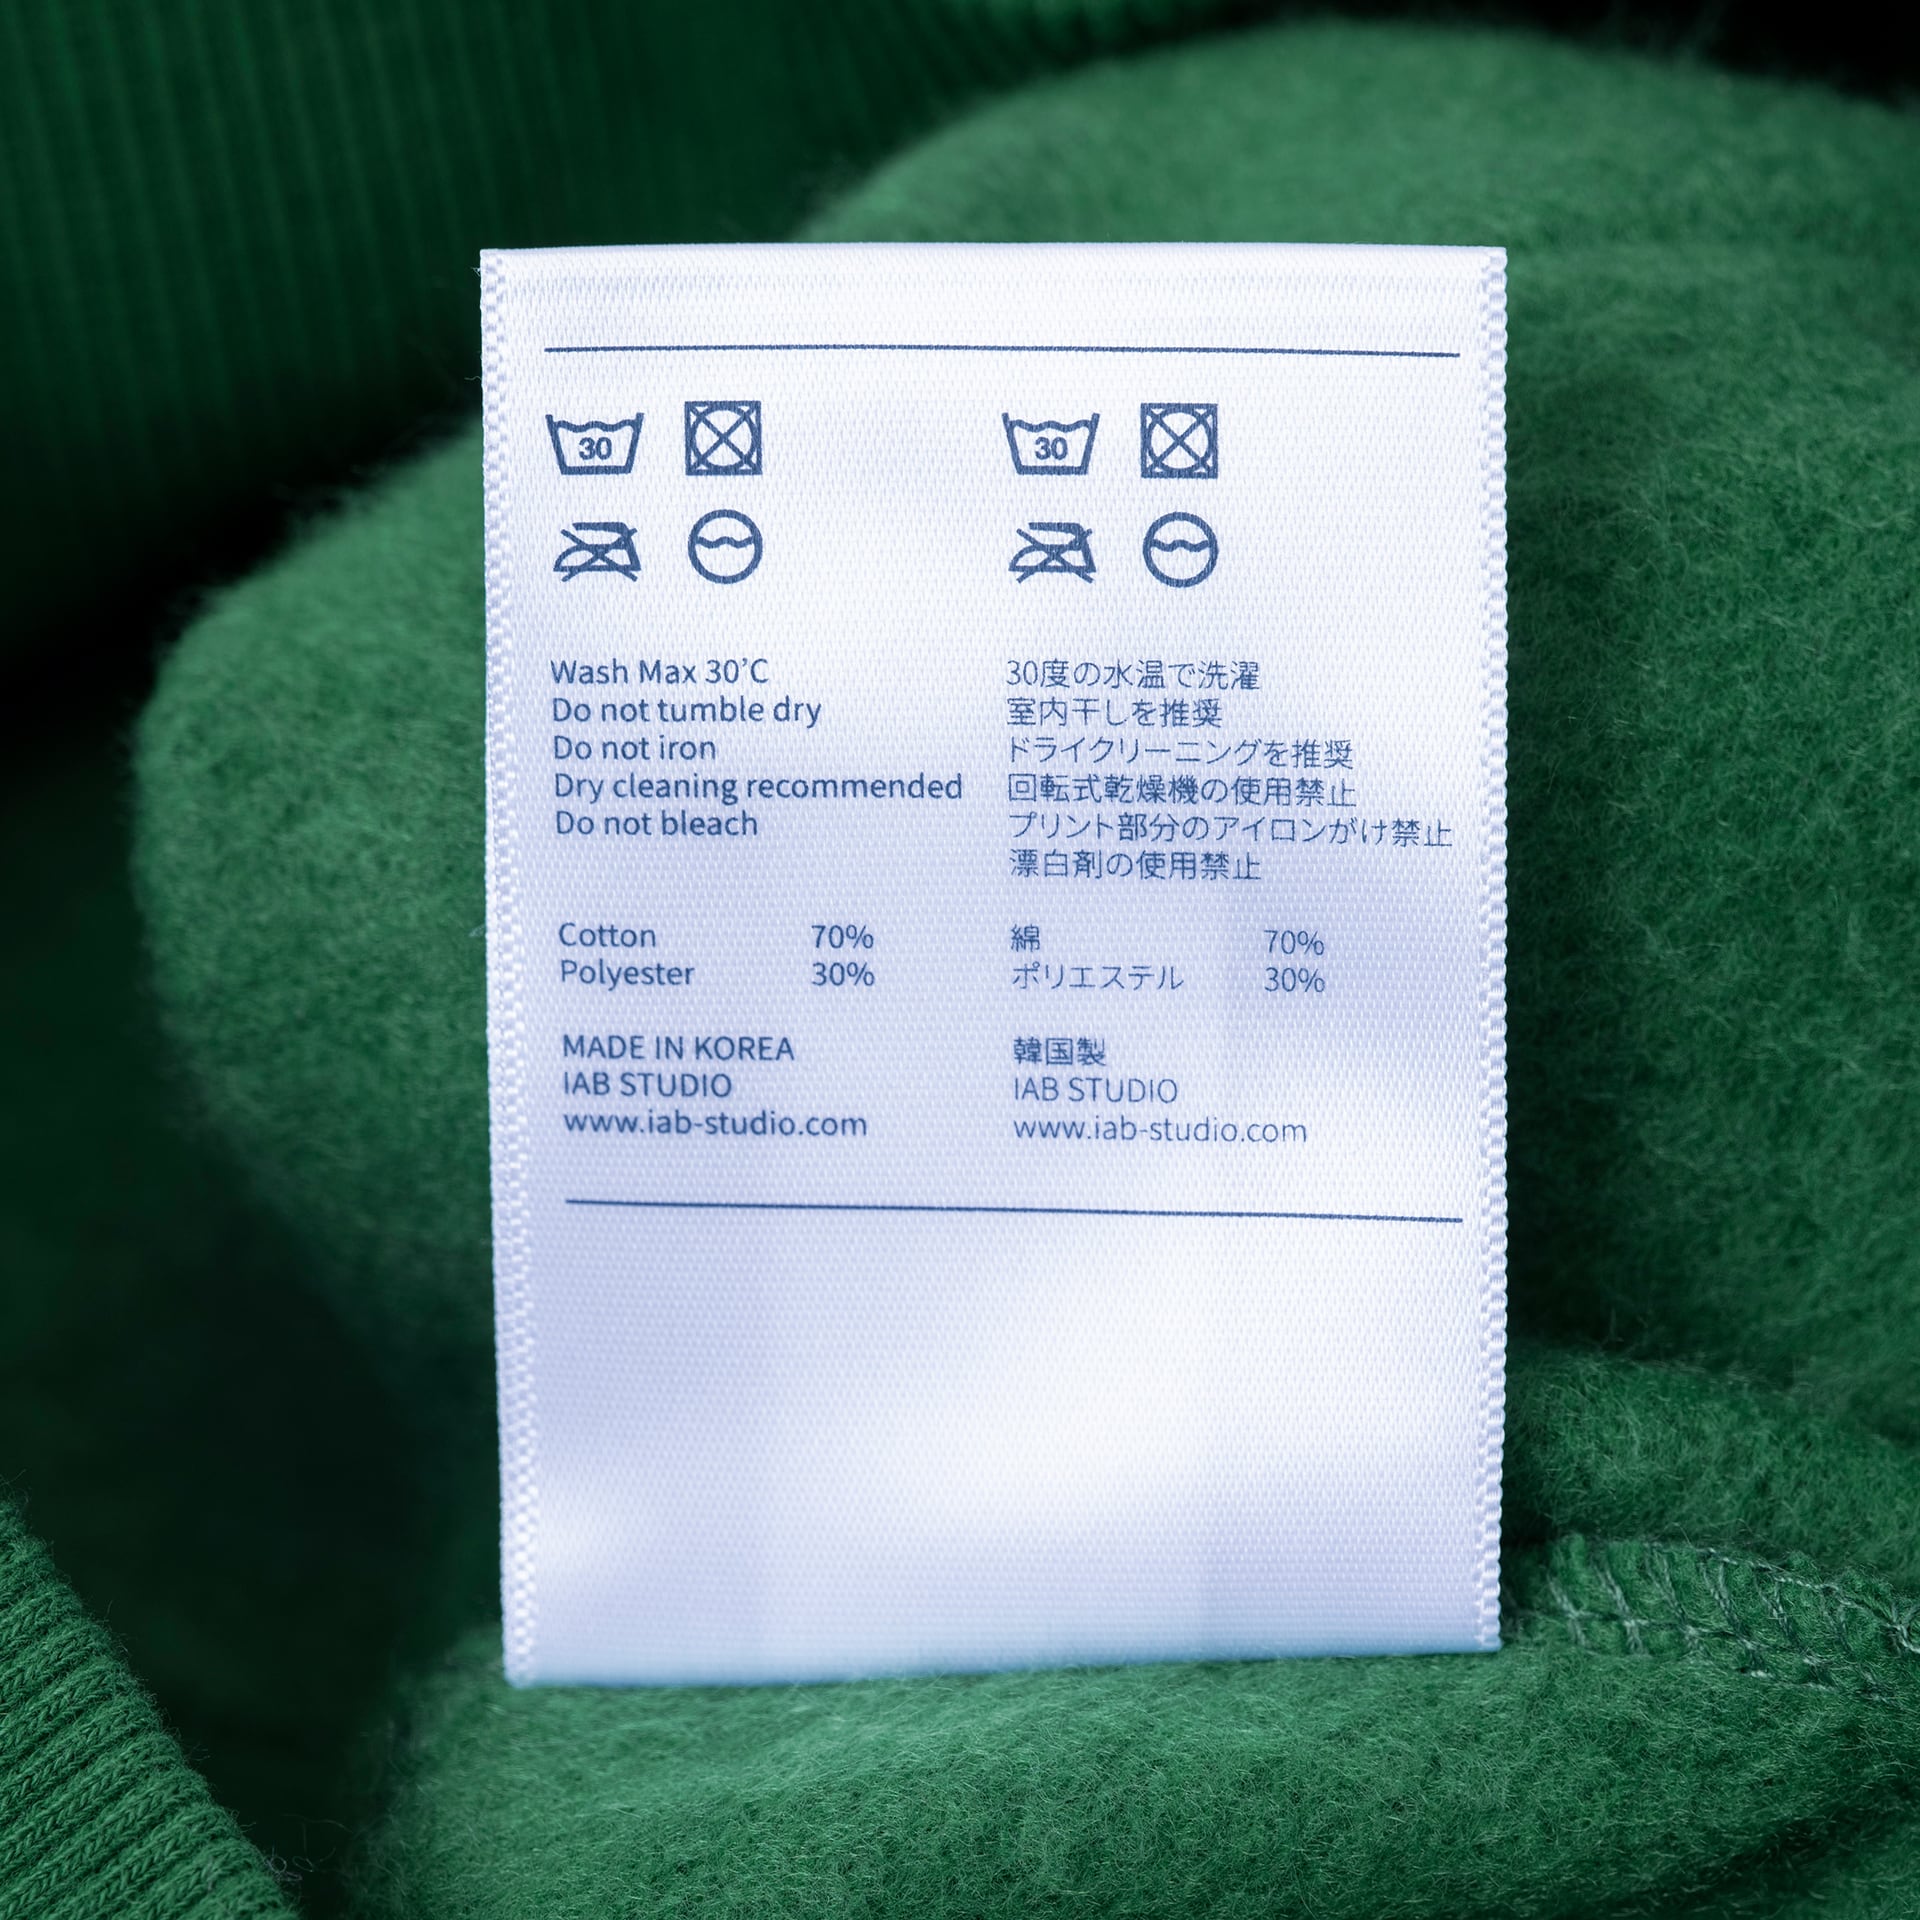 30
30
Wash Max 30’C
Do not tumble dry
Do not iron
Dry cleaning recommended
Do not bleach
Cotton 70%
Polyester 30%
MADE IN KOREA
IAB STUDIO
www.iab-studio.com
30度の水温で洗濯
室内干しを推奨
ドライクリーニングを推奨
回転式乾燥機の使用禁止
プリント部分のアイロンがけ禁止
漂白剤の使用禁止
綿 70%
ポリエステル 30%
韓国製
IAB STUDIO
www.iab-studio.com